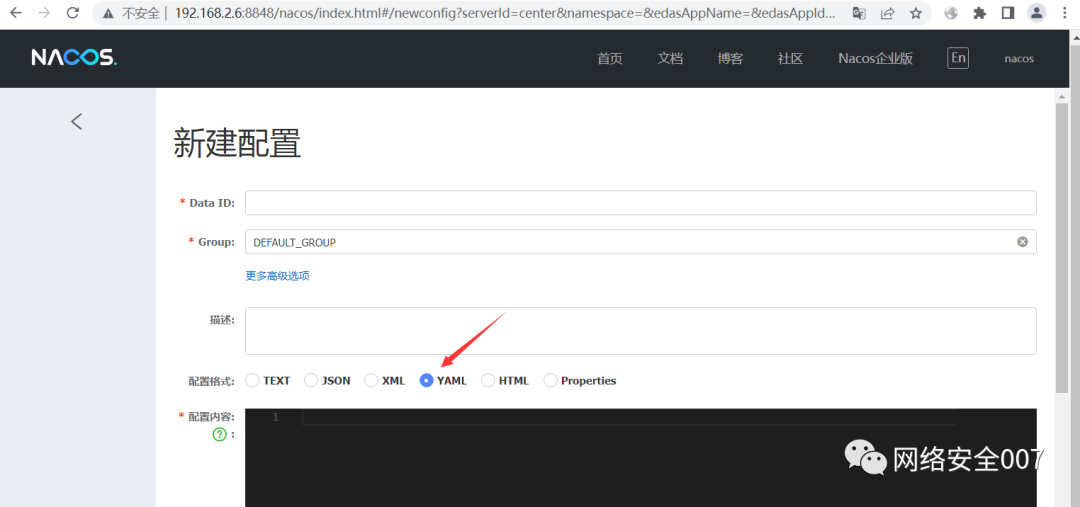 不安全 | 192.168.2.6:8848/nacos/index.html#/newconfig?serverId=center&namespace=&edasAppName=&edasAppId...
NACOS.
首页 文档 博客 社区 Nacos企业版 En nacos
新建配置
* Data ID:
* Group: DEFAULT_GROUP
更多高级选项
描述:
配置格式: TEXT JSON XML YAML HTML Properties
* 配置内容: 1
? :
网络安全007